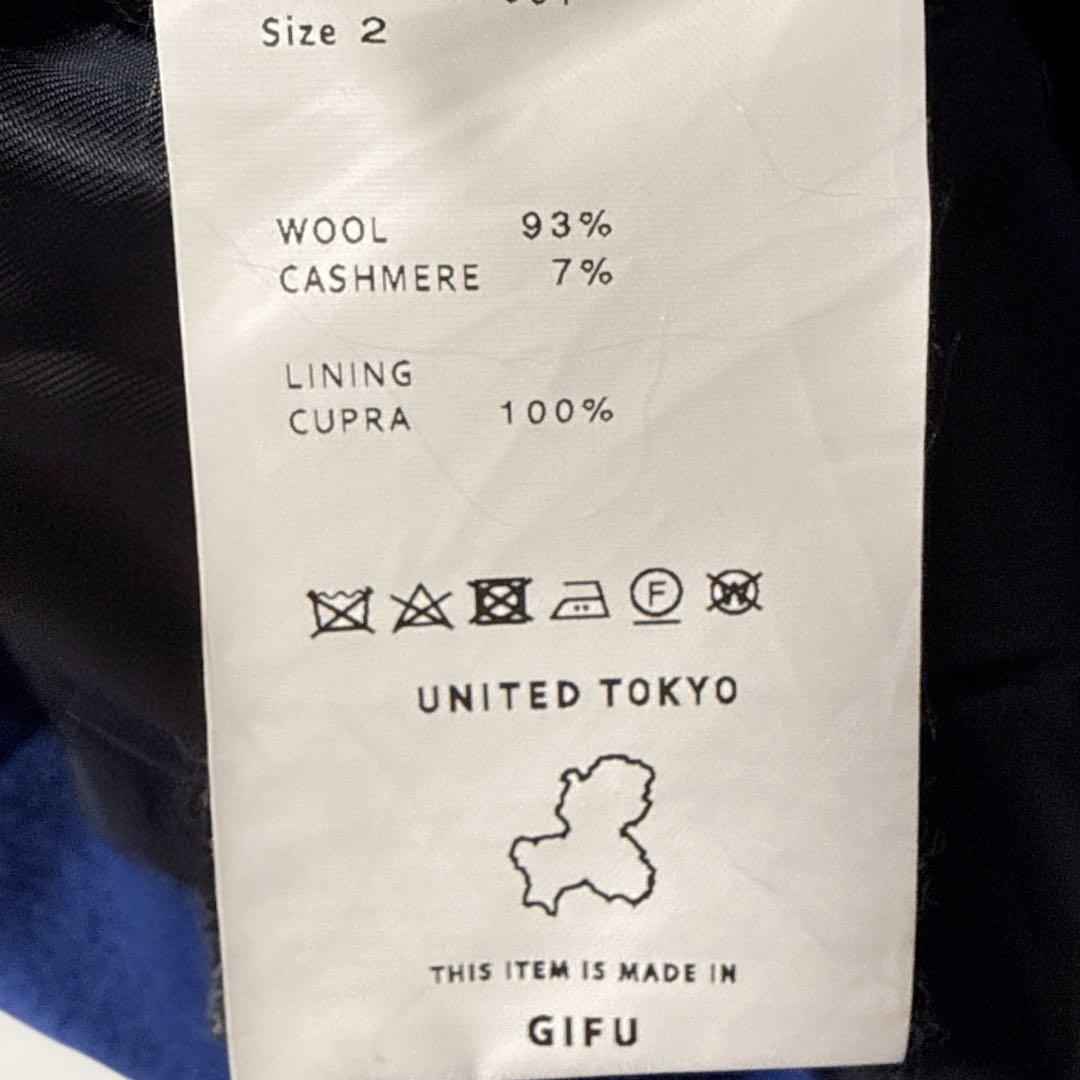 Size 2
WOOL 93%
CASHMERE 7%
LINING
CUPRA 100%
F
W
UNITED TOKYO
THIS ITEM IS MADE IN
GIFU